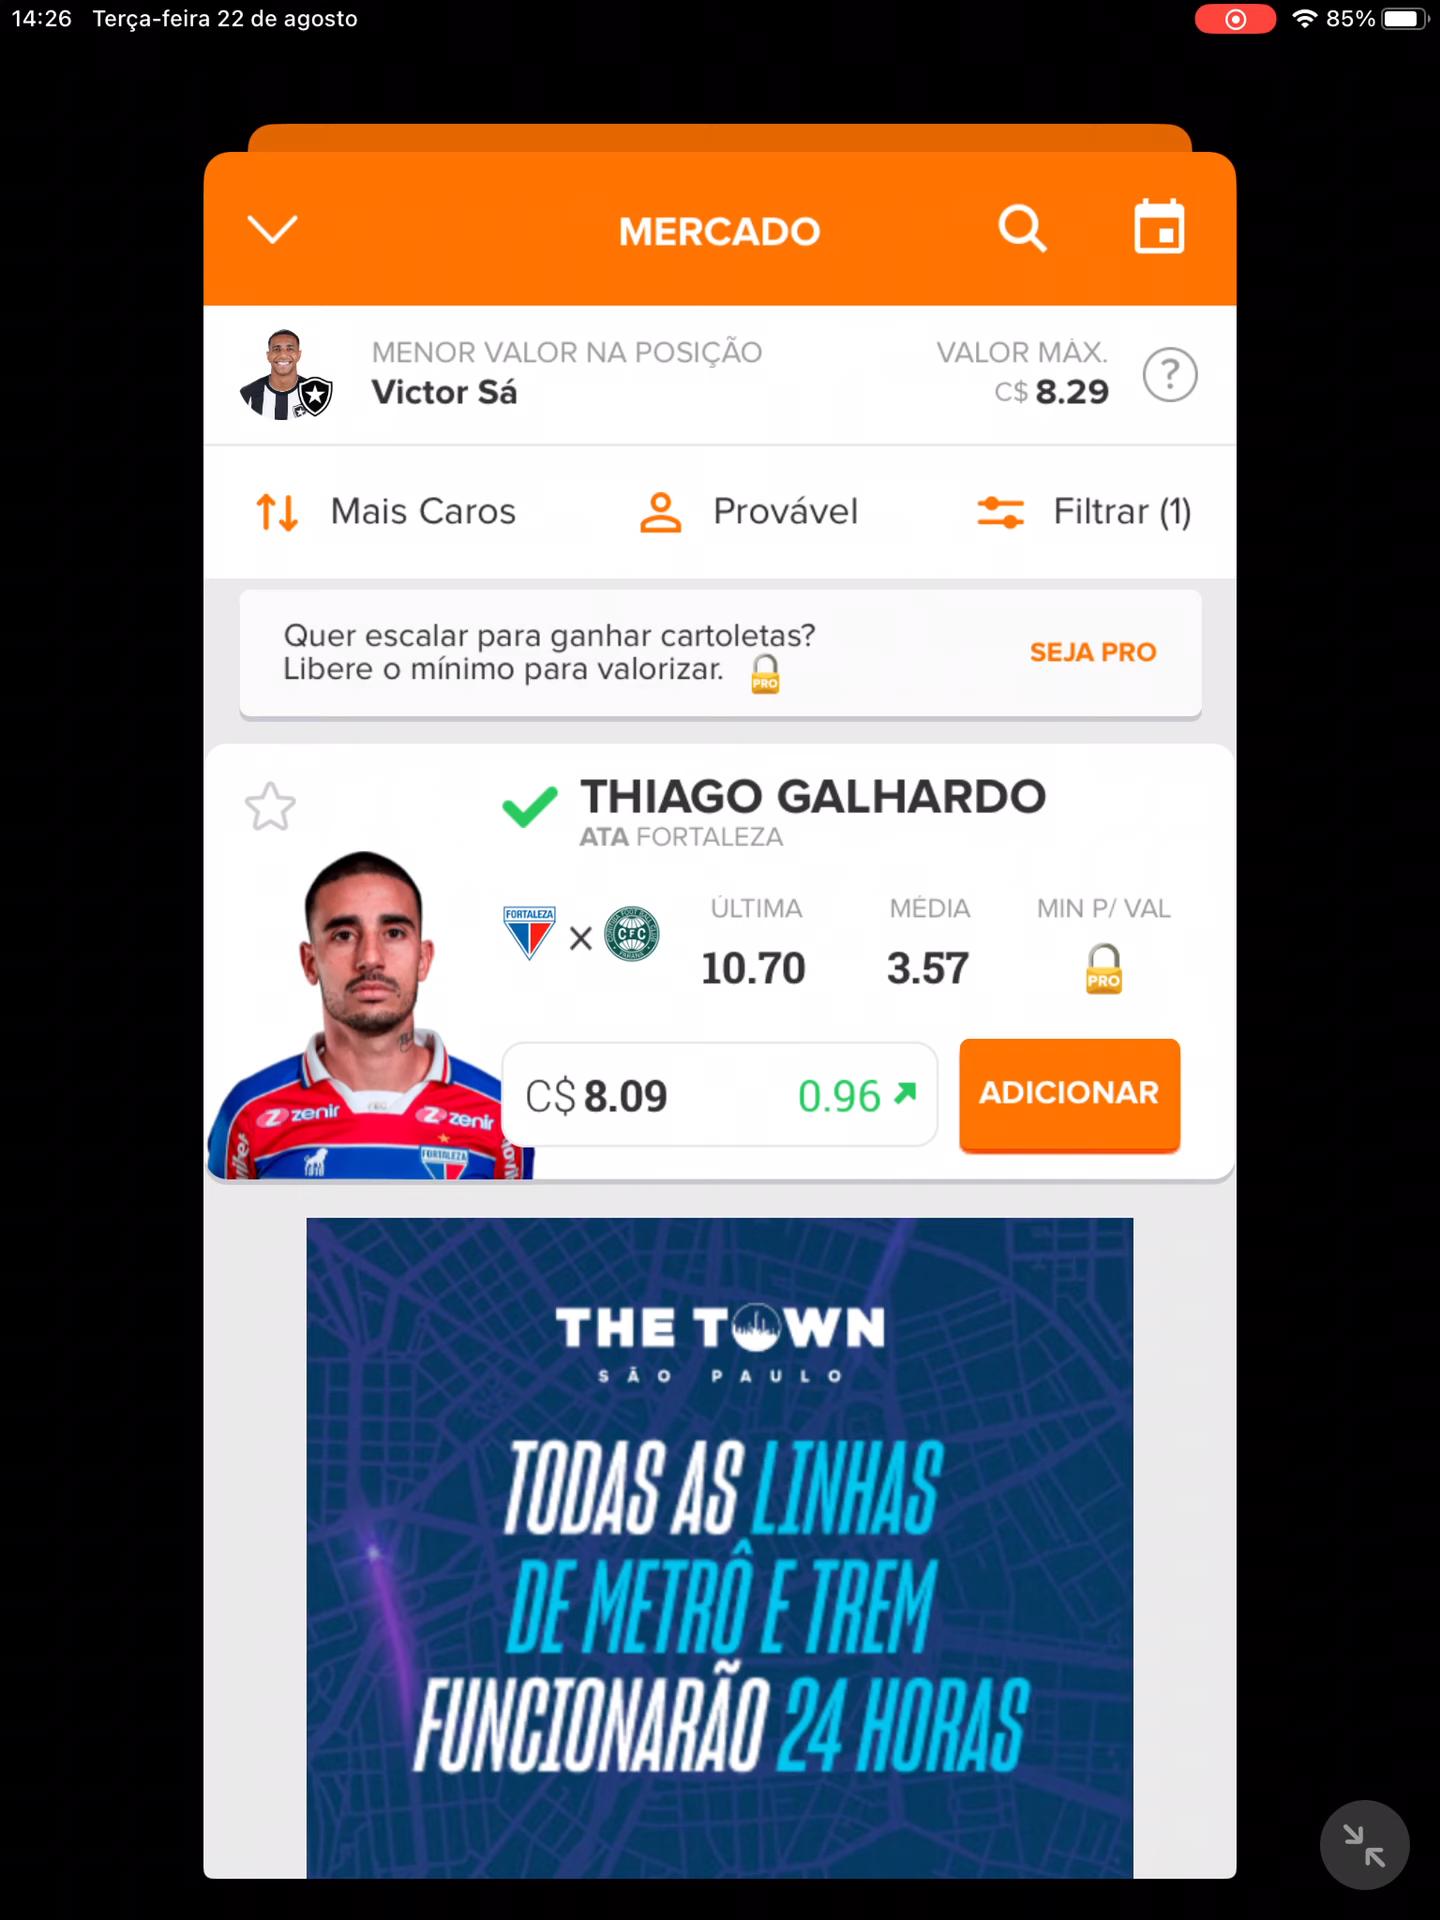 14:26 Terça-feira 22 de agosto
85%
MERCADO
MENOR VALOR NA POSIÇÃO
Victor Sá
VALOR MÁX.
C$ 8.29
?
Mais Caros
Provável
Filtrar (1)
Quer escalar para ganhar cartoletas?
Libere o mínimo para valorizar.
PRO
SEJA PRO
THIAGO GALHARDO
ATA FORTALEZA
FORTALEZA
×
CFC
ÚLTIMA
10.70
MÉDIA
3.57
MIN P/ VAL
PRO
zenir
zenir
FORTALEZA
C$ 8.09
0.96
ADICIONAR
THE TOWN
SÃO PAULO
TODAS AS LINHAS
DE METRÔ E TREM
FUNCIONARÃO 24 HORAS